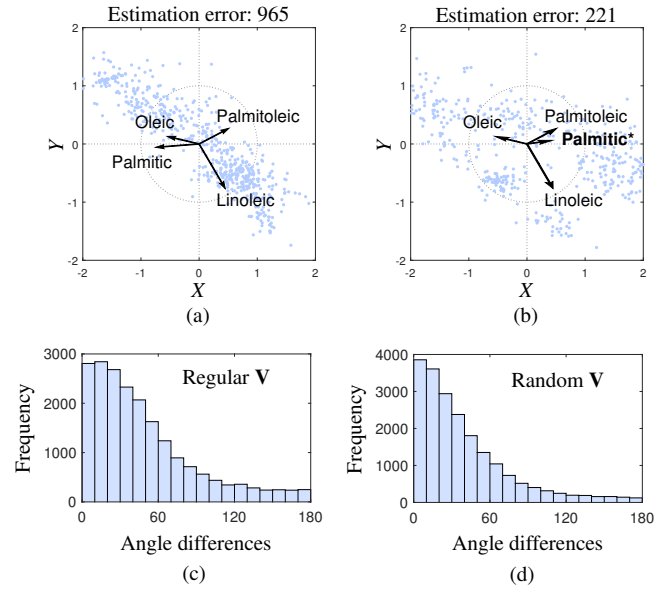 Estimation error: 965
2
1
0
-1
-2
Y
Oleic
Palmitoleic
Palmitic
Linoleic
-2 -1 0 1 2
X
(a)
Estimation error: 221
2
1
0
-1
-2
Y
Oleic
Palmitoleic
Palmitic*
Linoleic
-2 -1 0 1 2
X
(b)
3000
2000
1000
0
Frequency
Regular V
0 60 120 180
Angle differences
(c)
4000
3000
2000
1000
0
Frequency
Random V
0 60 120 180
Angle differences
(d)